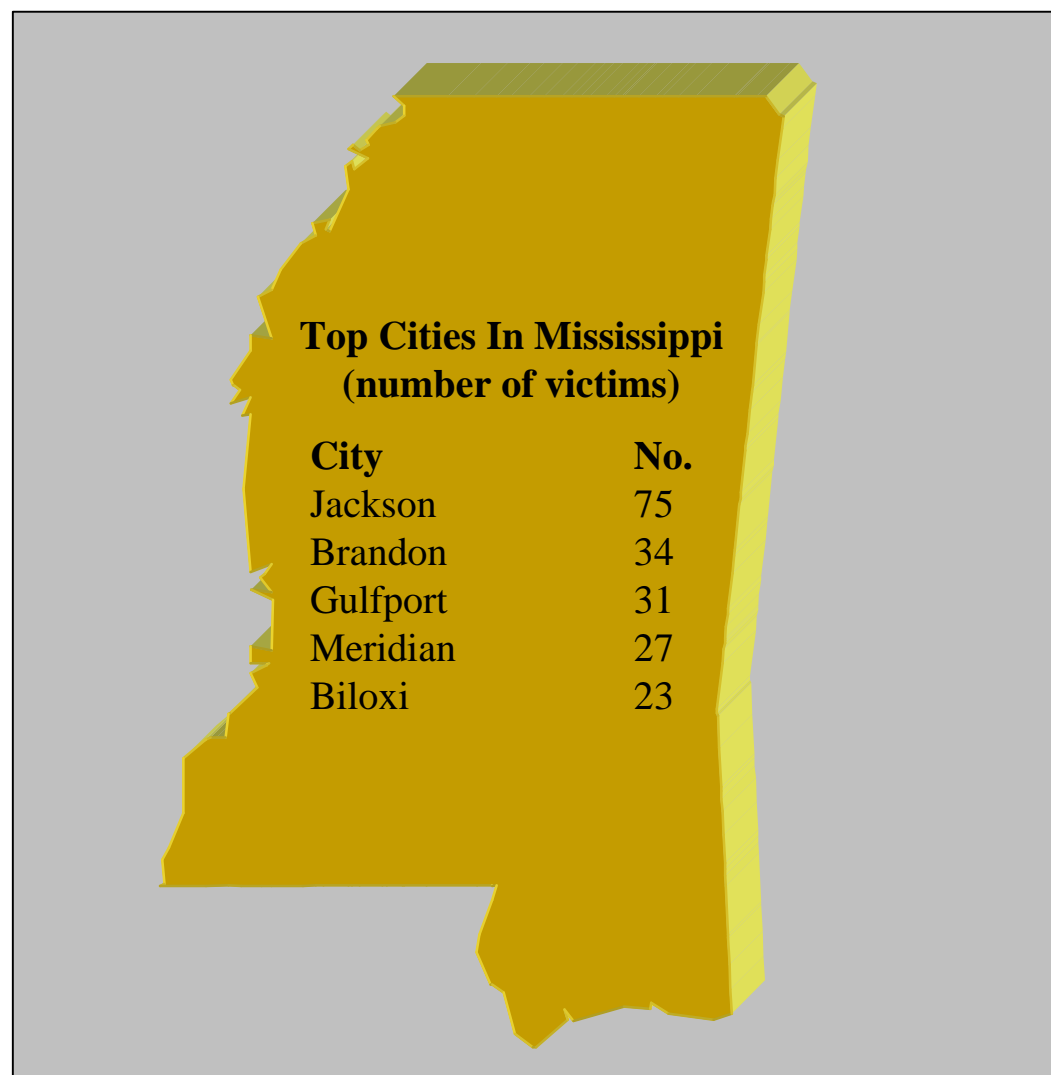 Top Cities In Mississippi
(number of victims)
City No.
Jackson 75
Brandon 34
Gulfport 31
Meridian 27
Biloxi 23